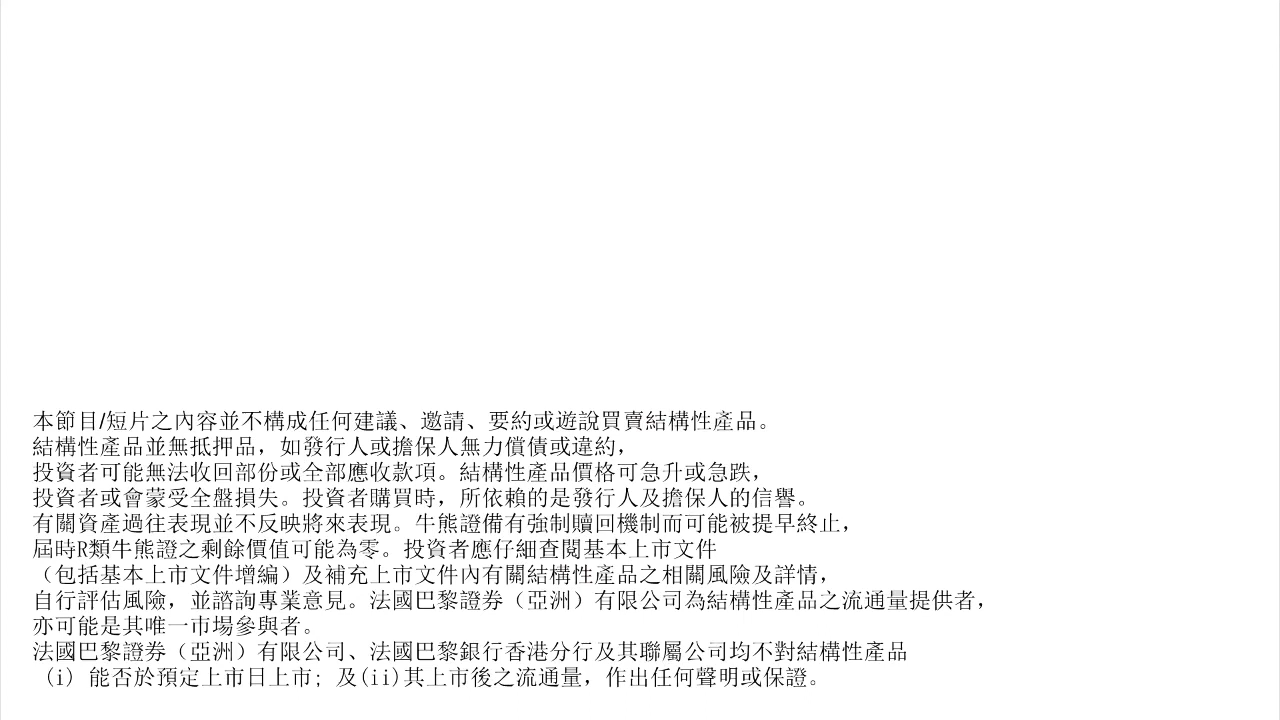 本節目/短片之內容並不構成任何建議、邀請、要約或遊說買賣結構性產品。
結構性產品並無抵押品，如發行人或擔保人無力償債或違約，
投資者可能無法收回部份或全部應收款項。結構性產品價格可急升或急跌，
投資者或會蒙受全盤損失。投資者購買時，所依賴的是發行人及擔保人的信譽。
有關資產過往表現並不反映將來表現。牛熊證備有強制贖回機制而可能被提早終止，
屆時R類牛熊證之剩餘價值可能為零。投資者應仔細查閱基本上市文件
（包括基本上市文件增編）及補充上市文件內有關結構性產品之相關風險及詳情，
自行評估風險，並諮詢專業意見。法國巴黎證券（亞洲）有限公司為結構性產品之流通量提供者，
亦可能是其唯一市場參與者。
法國巴黎證券（亞洲）有限公司、法國巴黎銀行香港分行及其聯屬公司均不對結構性產品
(i) 能否於預定上市日上市; 及(ii)其上市後之流通量，作出任何聲明或保證。